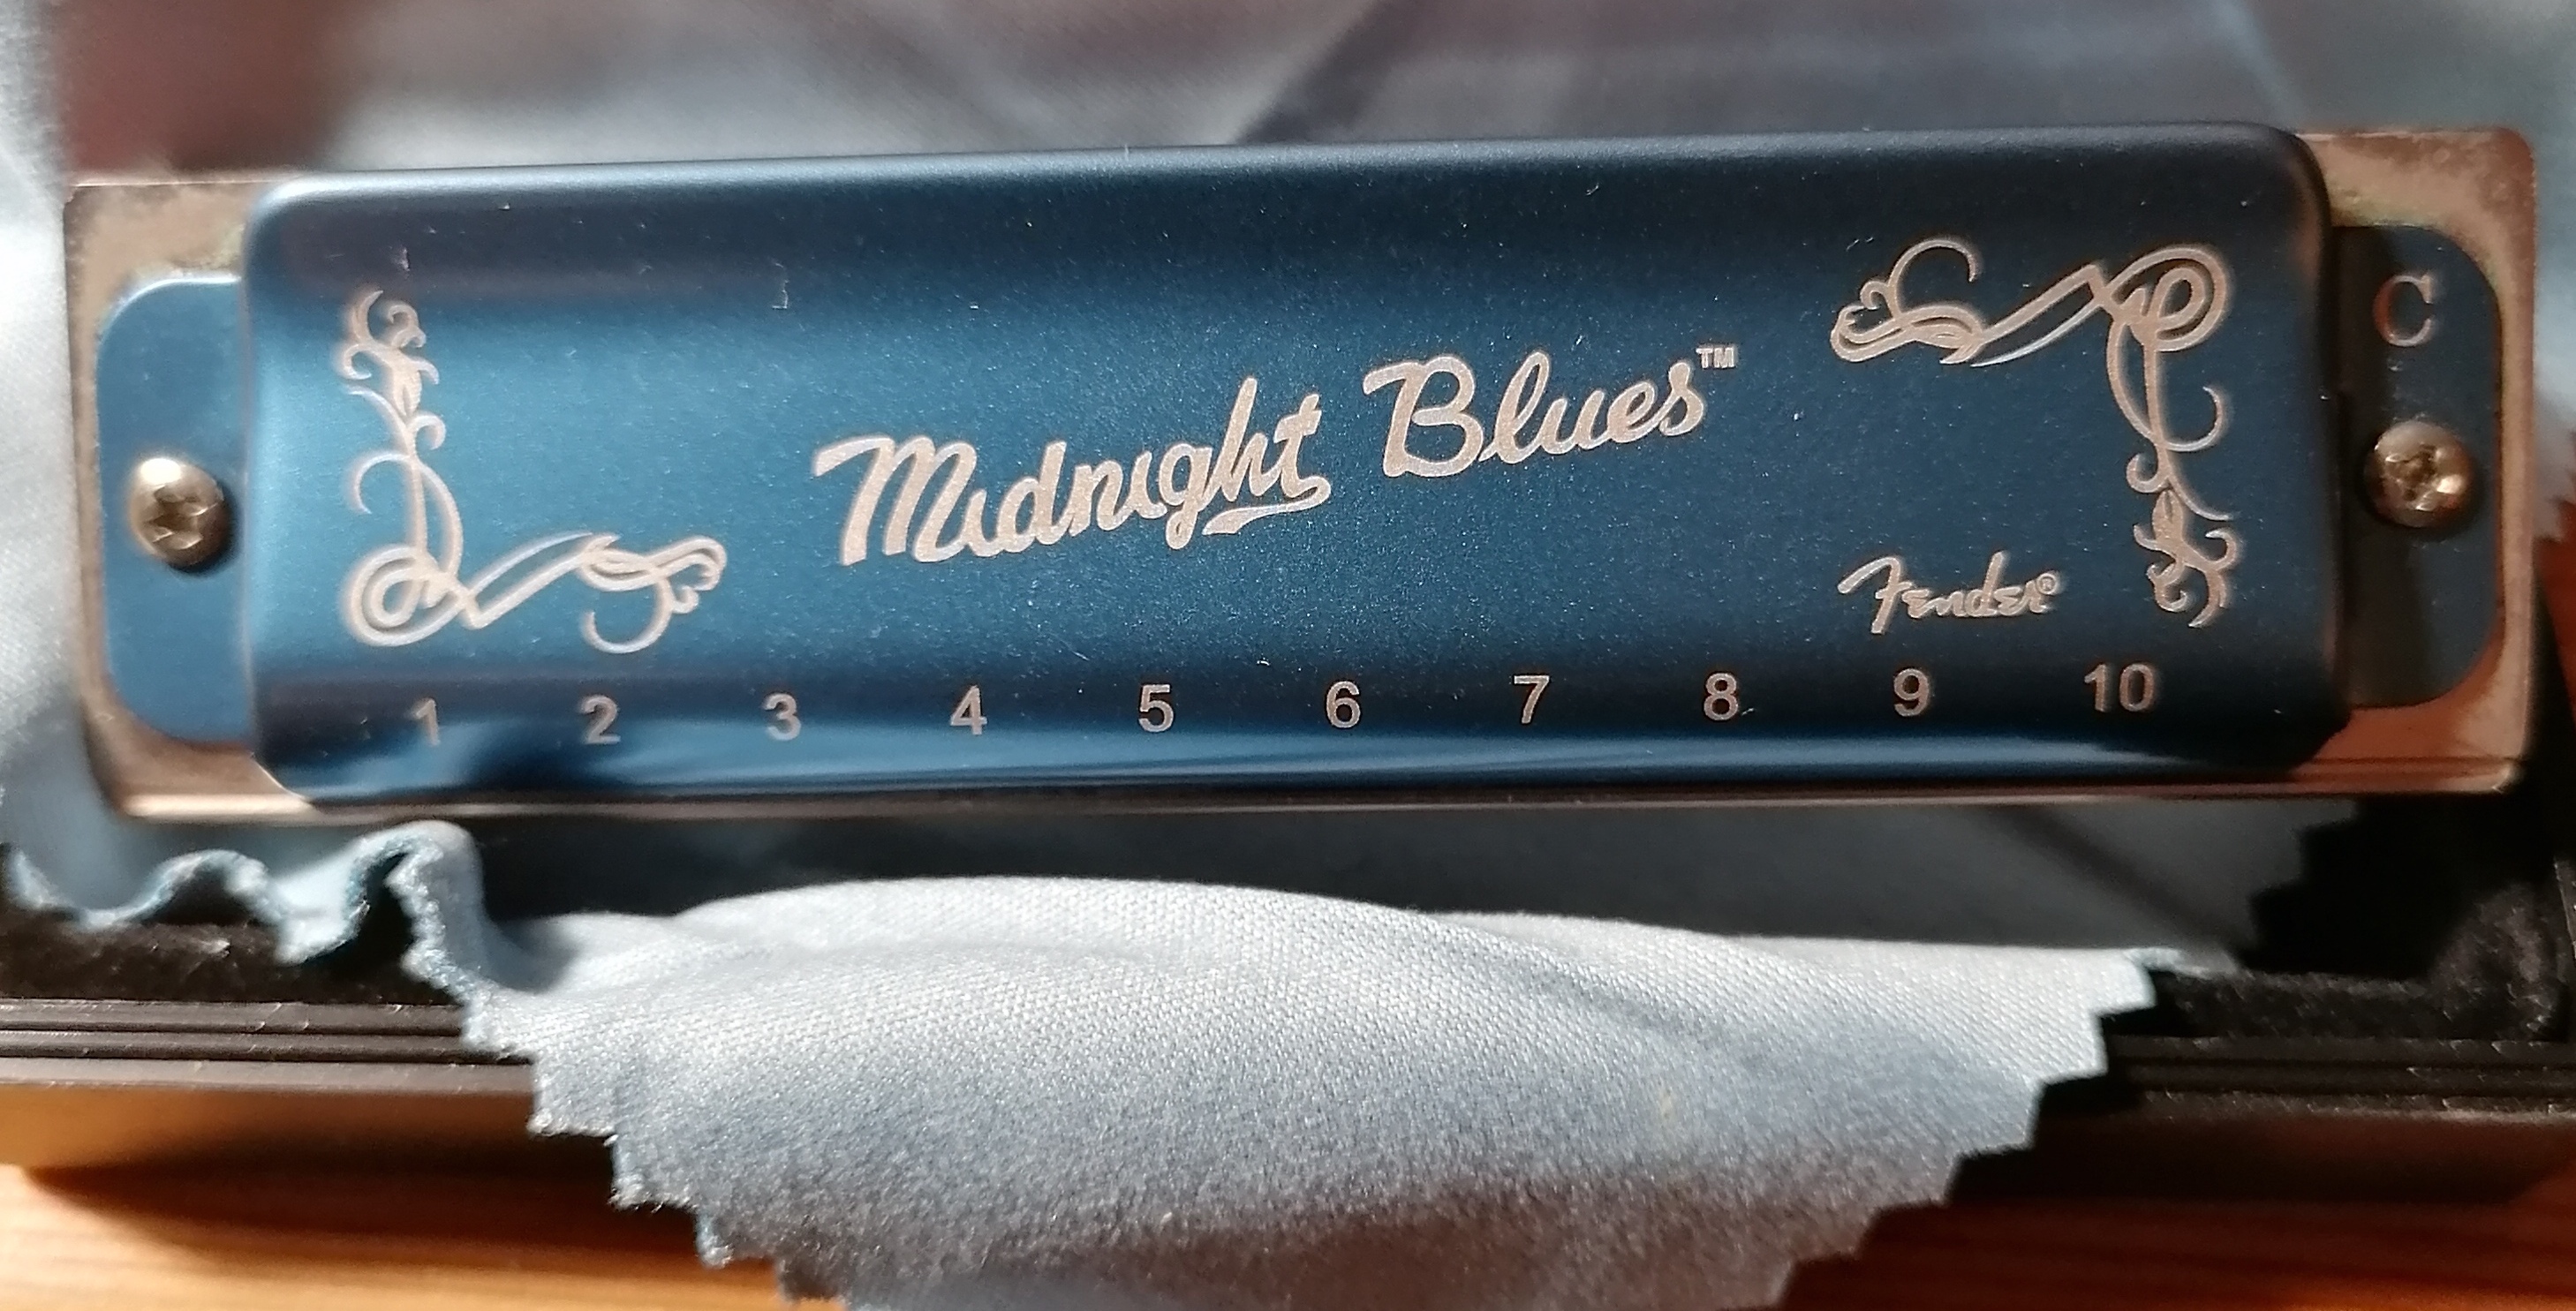 C
Midnight Blues™
Fender®
1 2 3 4 5 6 7 8 9 10